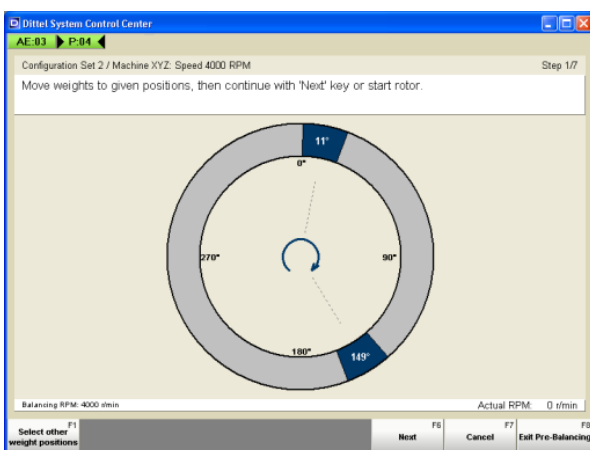 Dittel System Control Center
AE:03 P:04
Configuration Set 2 / Machine XYZ: Speed 4000 RPM Step 1/7
Move weights to given positions, then continue with 'Next' key or start rotor.
11°
0°
270° 90°
180°
149°
Balancing RPM: 4000 r/min Actual RPM: 0 r/min
F1 F6 F7 F8
Select other
weight positions Next Cancel Exit Pre-Balancing